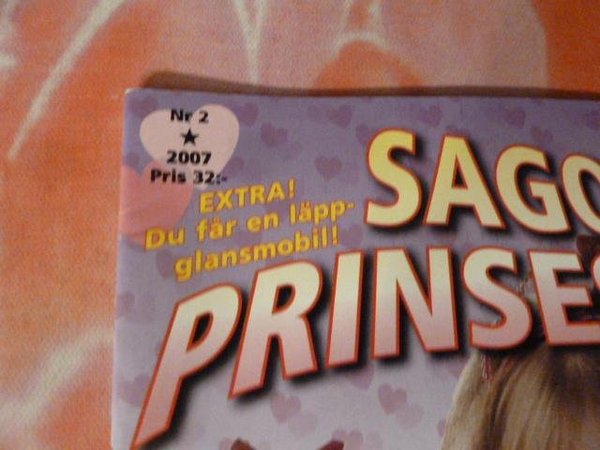 Nr 2
★
2007
Pris 32:-
EXTRA!
Du får en läpp-
glansmobil!
SAGO
PRINSES